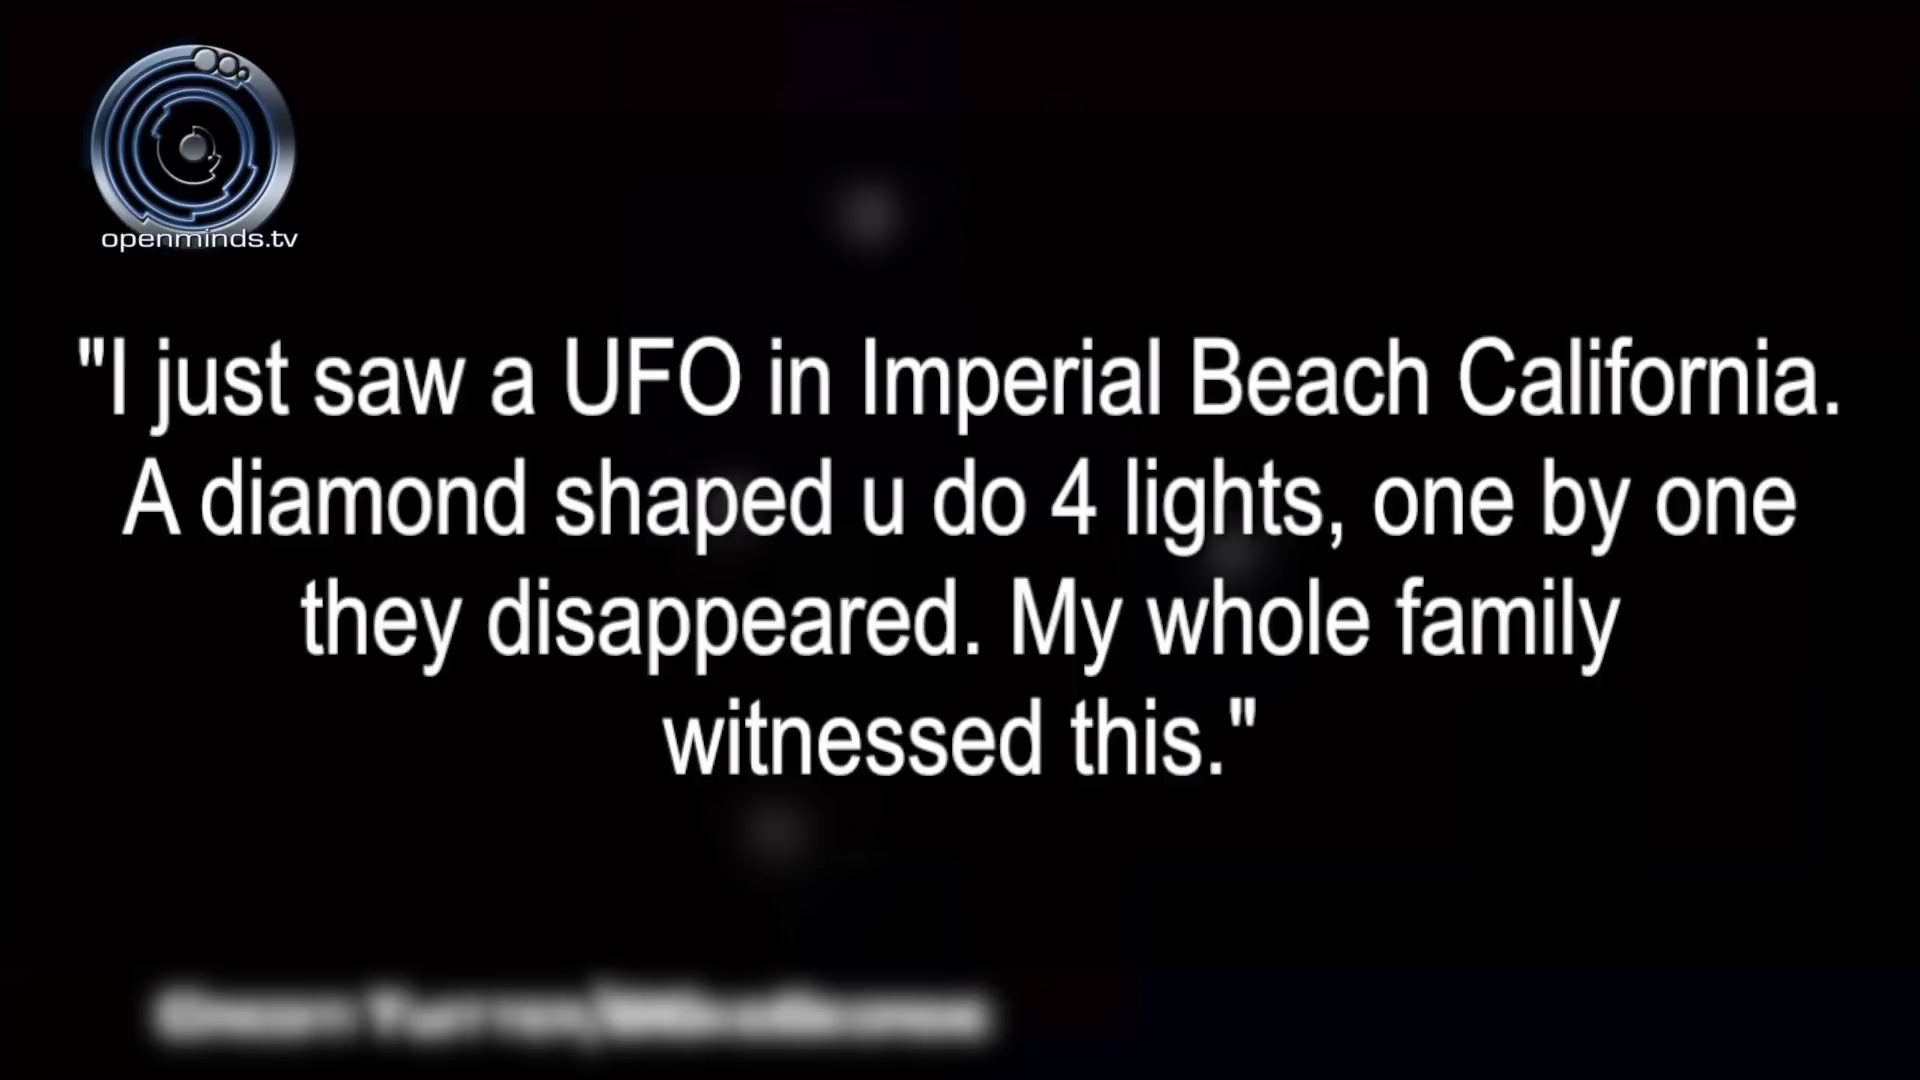 openminds.tv
"I just saw a UFO in Imperial Beach California.
A diamond shaped u do 4 lights, one by one
they disappeared. My whole family
witnessed this."